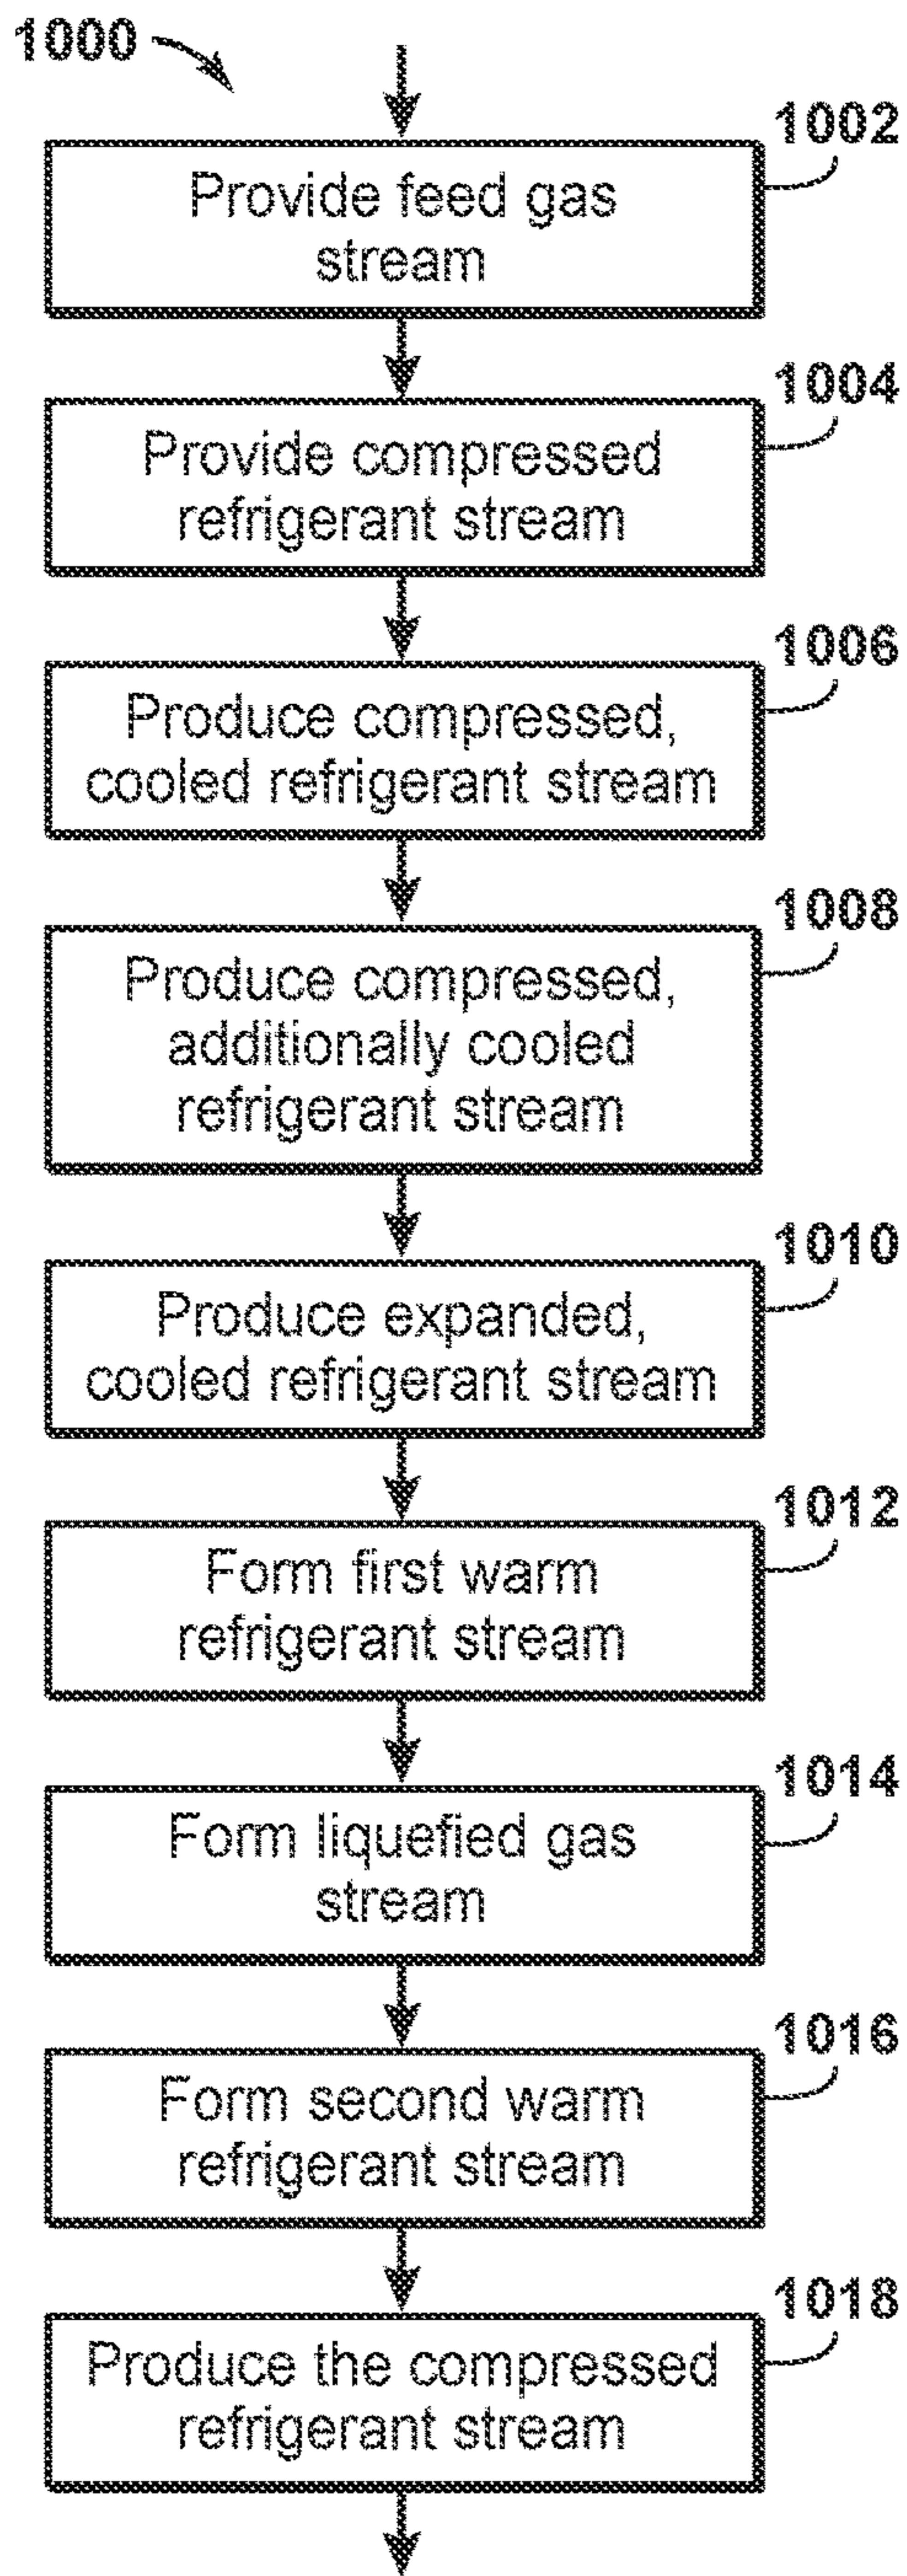 1000
1002
Provide feed gas
stream
1004
Provide compressed
refrigerant stream
1006
Produce compressed,
cooled refrigerant stream
1008
Produce compressed,
additionally cooled
refrigerant stream
1010
Produce expanded,
cooled refrigerant stream
1012
Form first warm
refrigerant stream
1014
Form liquefied gas
stream
1016
Form second warm
refrigerant stream
1018
Produce the compressed
refrigerant stream